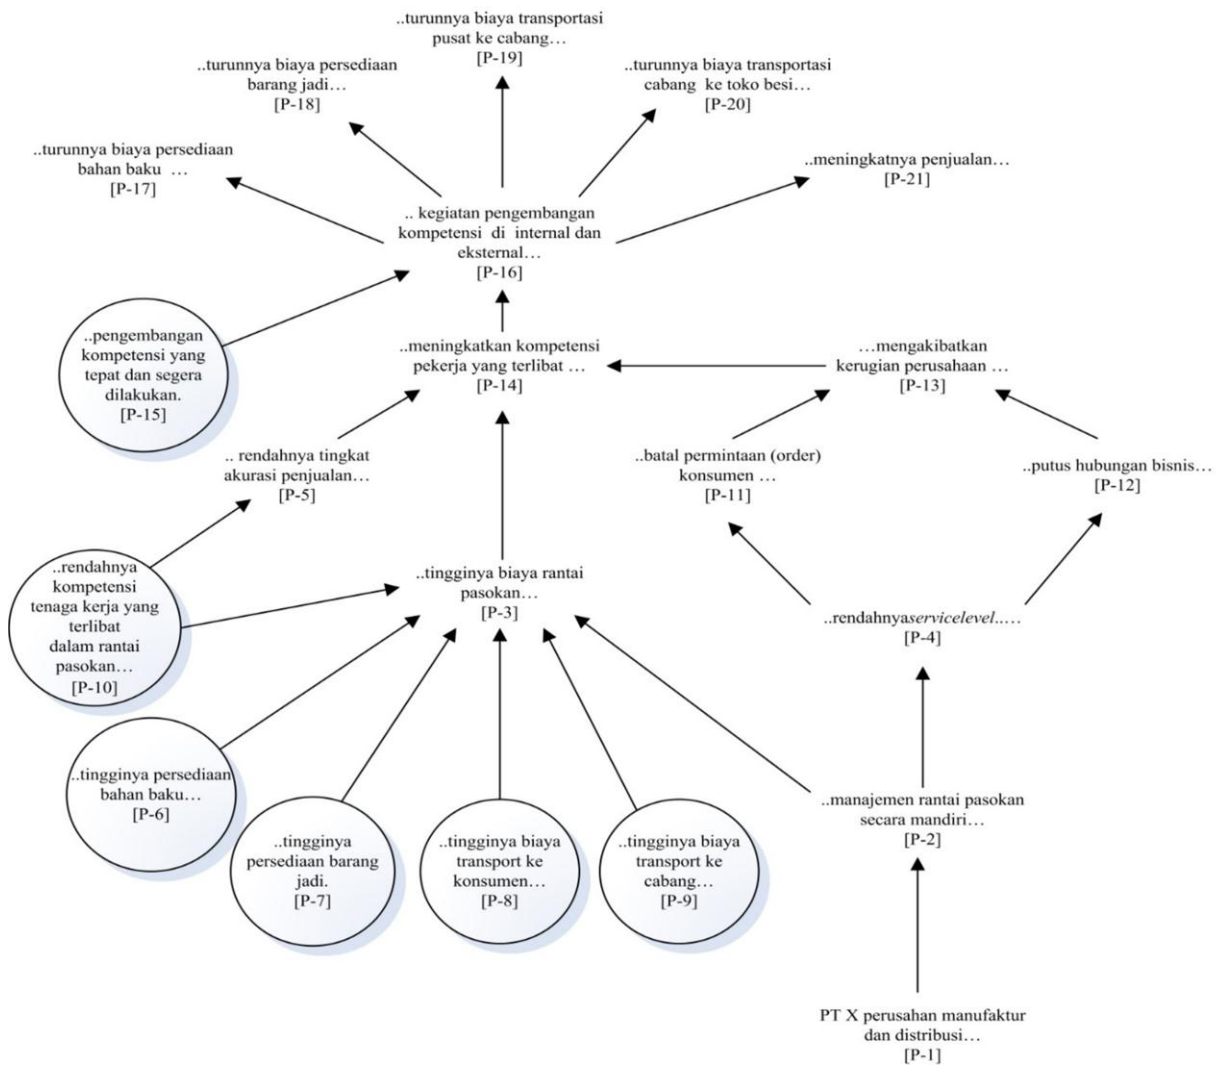 ..turunnya biaya transportasi
pusat ke cabang…
[P-19]
..turunnya biaya persediaan
barang jadi…
[P-18]
..turunnya biaya transportasi
cabang ke toko besi…
[P-20]
..turunnya biaya persediaan
bahan baku …
[P-17]
..meningkatnya penjualan…
[P-21]
.. kegiatan pengembangan
kompetensi di internal dan
eksternal…
[P-16]
..pengembangan
kompetensi yang
tepat dan segera
dilakukan.
[P-15]
..meningkatkan kompetensi
pekerja yang terlibat …
[P-14]
…mengakibatkan
kerugian perusahaan …
[P-13]
.. rendahnya tingkat
akurasi penjualan…
[P-5]
..batal permintaan (order)
konsumen …
[P-11]
..putus hubungan bisnis…
[P-12]
..rendahnya
kompetensi
tenaga kerja yang
terlibat
dalam rantai
pasokan…
[P-10]
..tingginya biaya rantai
pasokan…
[P-3]
..rendahnyaservicelevel..…
[P-4]
..tingginya persediaan
bahan baku…
[P-6]
..tingginya
persediaan barang
jadi.
[P-7]
..tingginya biaya
transport ke
konsumen…
[P-8]
..tingginya biaya
transport ke
cabang…
[P-9]
..manajemen rantai pasokan
secara mandiri…
[P-2]
PT X perusahan manufaktur
dan distribusi…
[P-1]